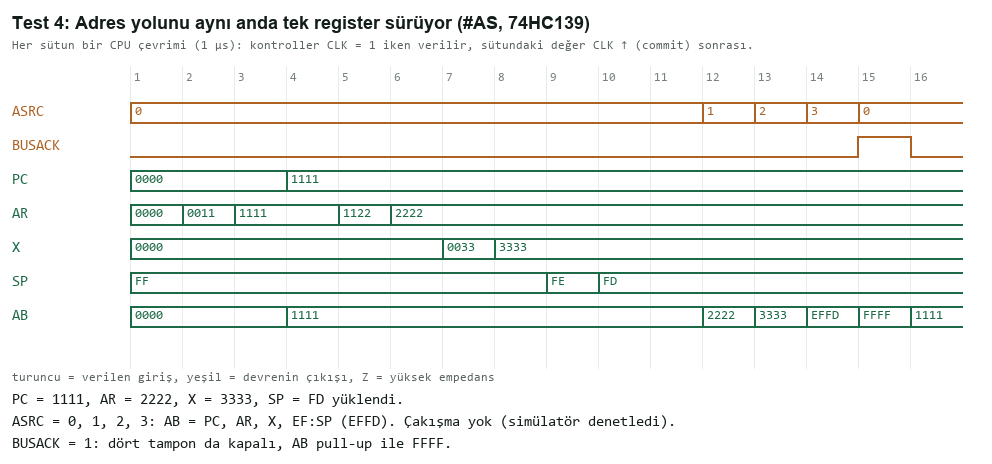 Test 4: Adres yolunu aynı anda tek register sürüyor (#AS, 74HC139)
Her sütun bir CPU çevrimi (1 µs): kontroller CLK = 1 iken verilir, sütundaki değer CLK ↑ (commit) sonrası.
1 2 3 4 5 6 7 8 9 10 11 12 13 14 15 16
ASRC 0 1 2 3 0
BUSACK
PC 0000 1111
AR 0000 0011 1111 1122 2222
X 0000 0033 3333
SP FF FE FD
AB 0000 1111 2222 3333 EFFD FFFF 1111
turuncu = verilen giriş, yeşil = devrenin çıkışı, Z = yüksek empedans
PC = 1111, AR = 2222, X = 3333, SP = FD yüklendi.
ASRC = 0, 1, 2, 3: AB = PC, AR, X, EF:SP (EFFD). Çakışma yok (simülatör denetledi).
BUSACK = 1: dört tampon da kapalı, AB pull-up ile FFFF.